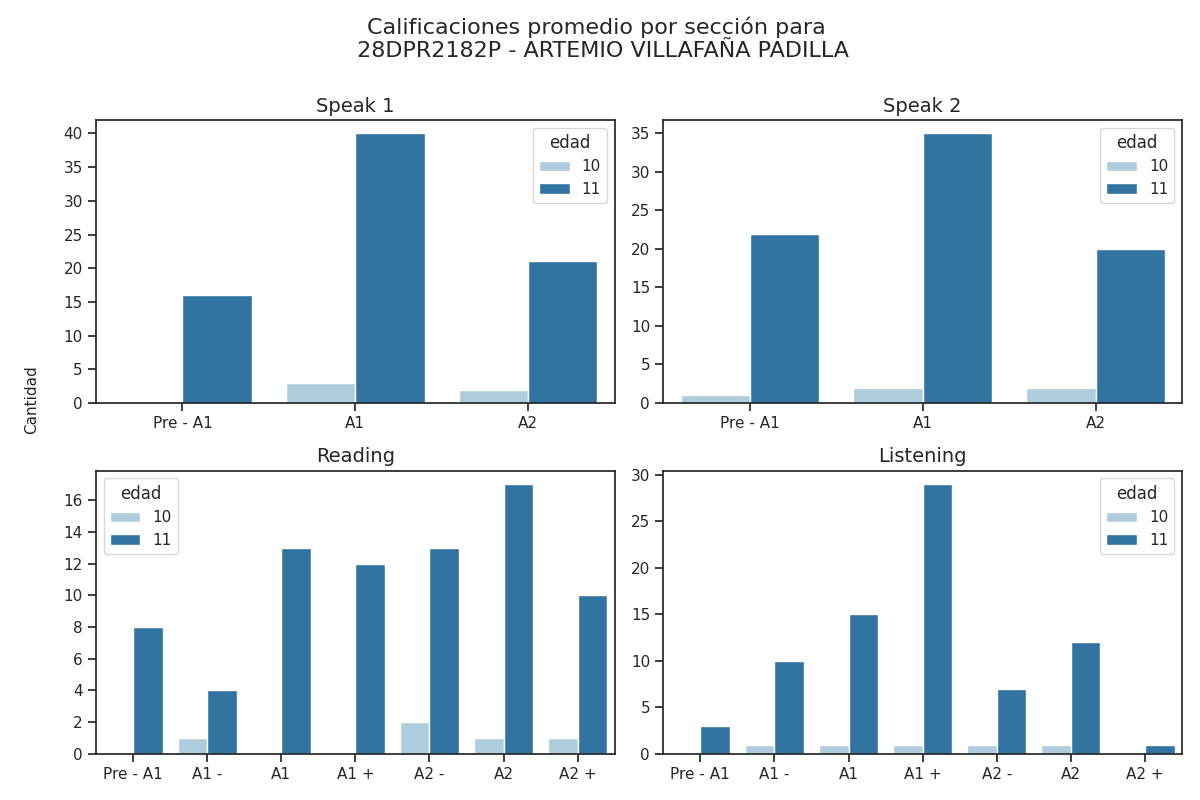 Calificaciones promedio por sección para
28DPR2182P - ARTEMIO VILLAFAÑA PADILLA
Cantidad
Speak 1
40
35
30
25
20
15
10
5
0
Pre - A1
A1
A2
edad
10
11
Speak 2
35
30
25
20
15
10
5
0
Pre - A1
A1
A2
edad
10
11
Reading
16
14
12
10
8
6
4
2
0
Pre - A1
A1 -
A1
A1 +
A2 -
A2
A2 +
edad
10
11
Listening
30
25
20
15
10
5
0
Pre - A1
A1 -
A1
A1 +
A2 -
A2
A2 +
edad
10
11